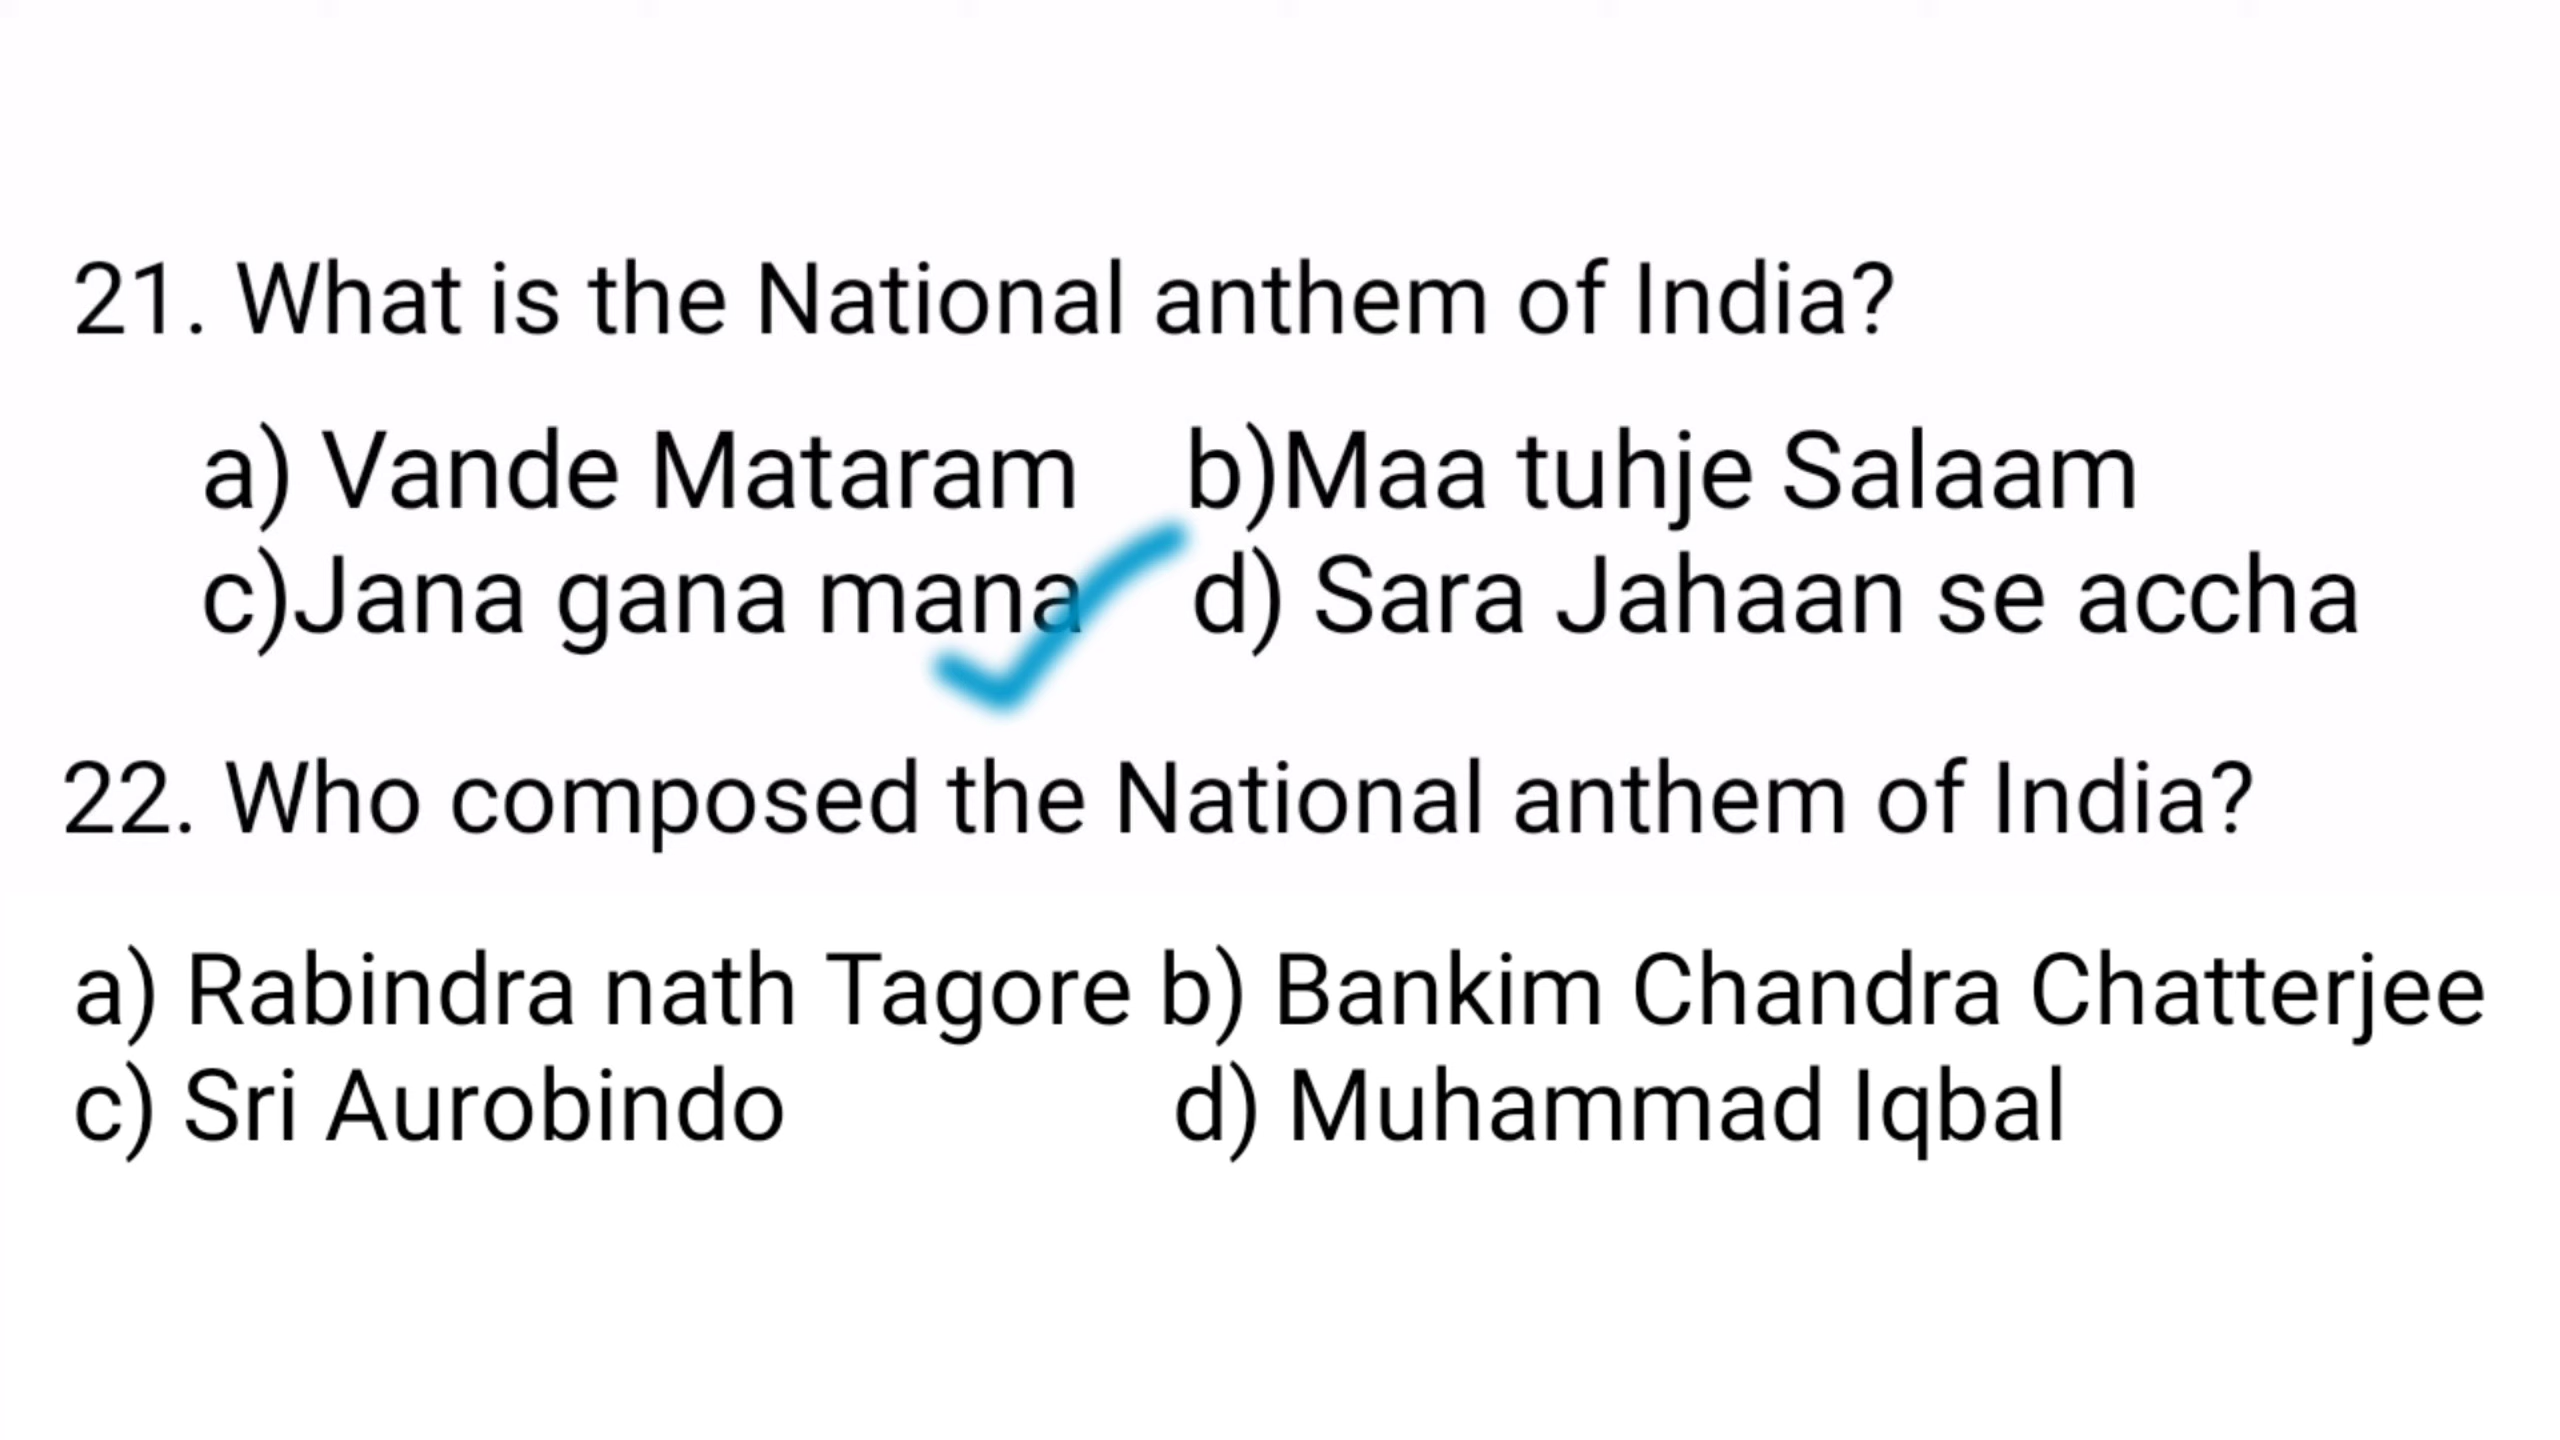 21. What is the National anthem of India?
a) Vande Mataram b)Maa tuhje Salaam
c)Jana gana mana d) Sara Jahaan se accha
22. Who composed the National anthem of India?
a) Rabindra nath Tagore b) Bankim Chandra Chatterjee
c) Sri Aurobindo d) Muhammad Iqbal